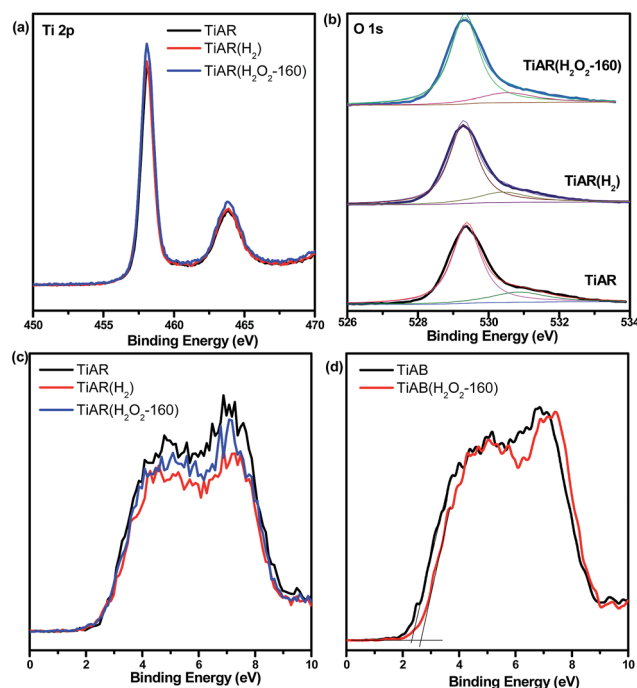 (a)
Ti 2p
TiAR
TiAR(H₂)
TiAR(H₂O₂-160)
450 455 460 465 470
Binding Energy (eV)
(b)
O 1s
TiAR(H₂O₂-160)
TiAR(H₂)
TiAR
526 528 530 532 534
Binding Energy (eV)
(c)
TiAR
TiAR(H₂)
TiAR(H₂O₂-160)
0 2 4 6 8 10
Binding Energy (eV)
(d)
TiAB
TiAB(H₂O₂-160)
0 2 4 6 8 10
Binding Energy (eV)